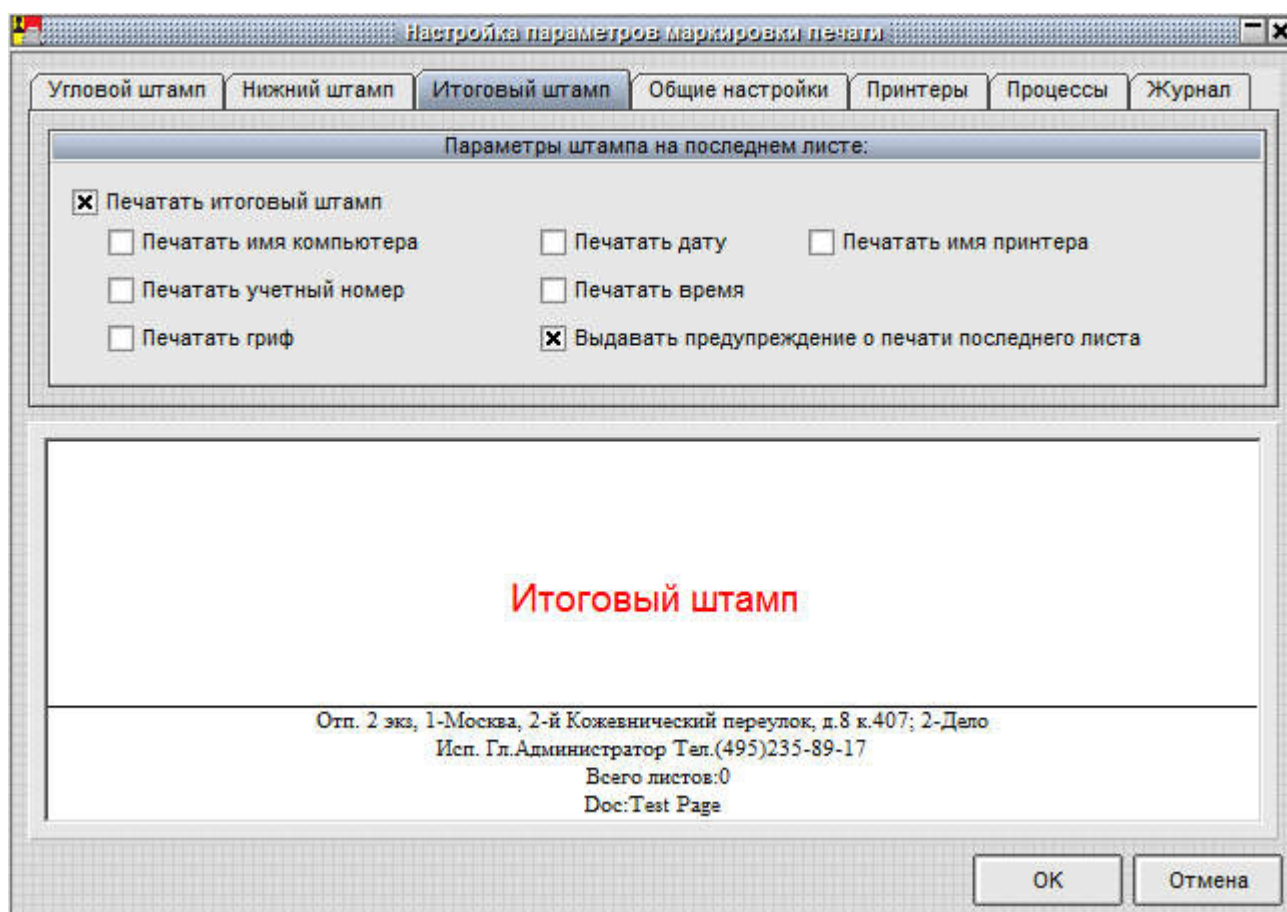 Настройка параметров маркировки печати
Угловой штамп Нижний штамп Итоговый штамп Общие настройки Принтеры Процессы Журнал
Параметры штампа на последнем листе:
Печатать итоговый штамп
Печатать имя компьютера Печатать дату Печатать имя принтера
Печатать учетный номер Печатать время
Печатать гриф Выдавать предупреждение о печати последнего листа
Итоговый штамп
Отп. 2 экз, 1-Москва, 2-й Кожевнический переулок, д.8 к.407; 2-Дело
Исп. Гл.Администратор Тел.(495)235-89-17
Всего листов:0
Doc:Test Page
OK Отмена